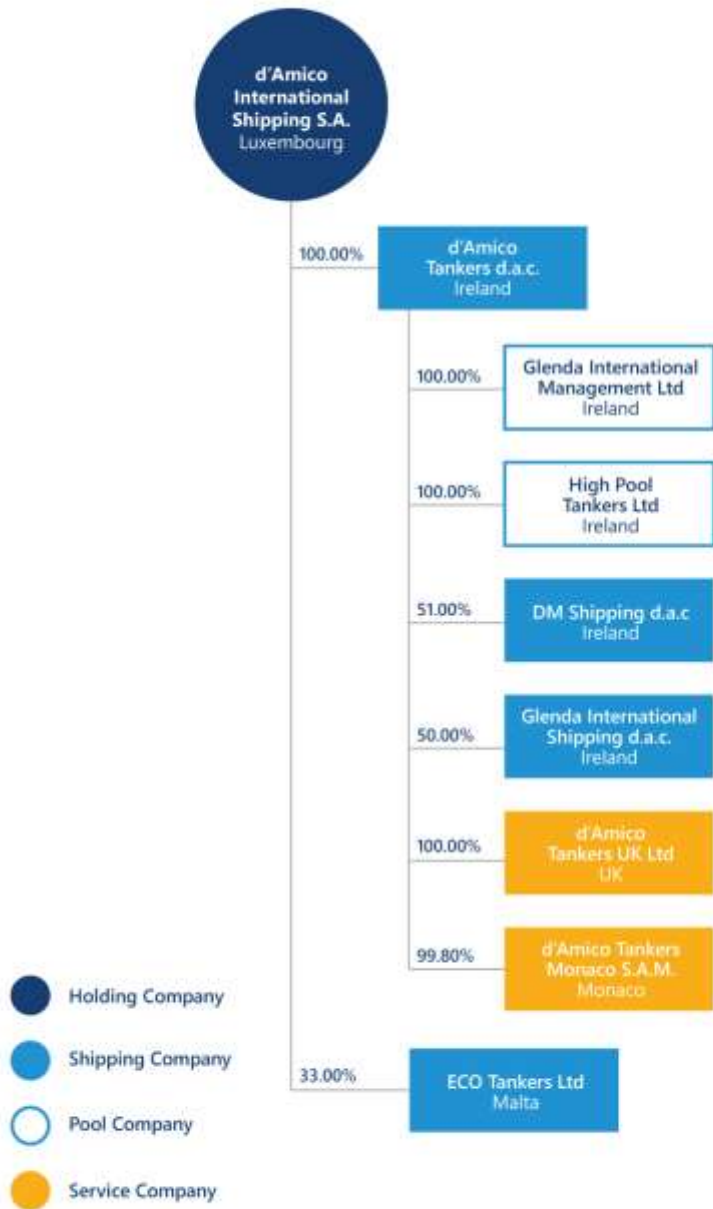 d'Amico
International
Shipping S.A.
Luxembourg
100.00%
d'Amico
Tankers d.a.c.
Ireland
100.00%
Glenda International
Management Ltd
Ireland
100.00%
High Pool
Tankers Ltd
Ireland
51.00%
DM Shipping d.a.c
Ireland
50.00%
Glenda International
Shipping d.a.c.
Ireland
100.00%
d'Amico
Tankers UK Ltd
UK
99.80%
d'Amico Tankers
Monaco S.A.M.
Monaco
33.00%
ECO Tankers Ltd
Malta
Holding Company
Shipping Company
Pool Company
Service Company